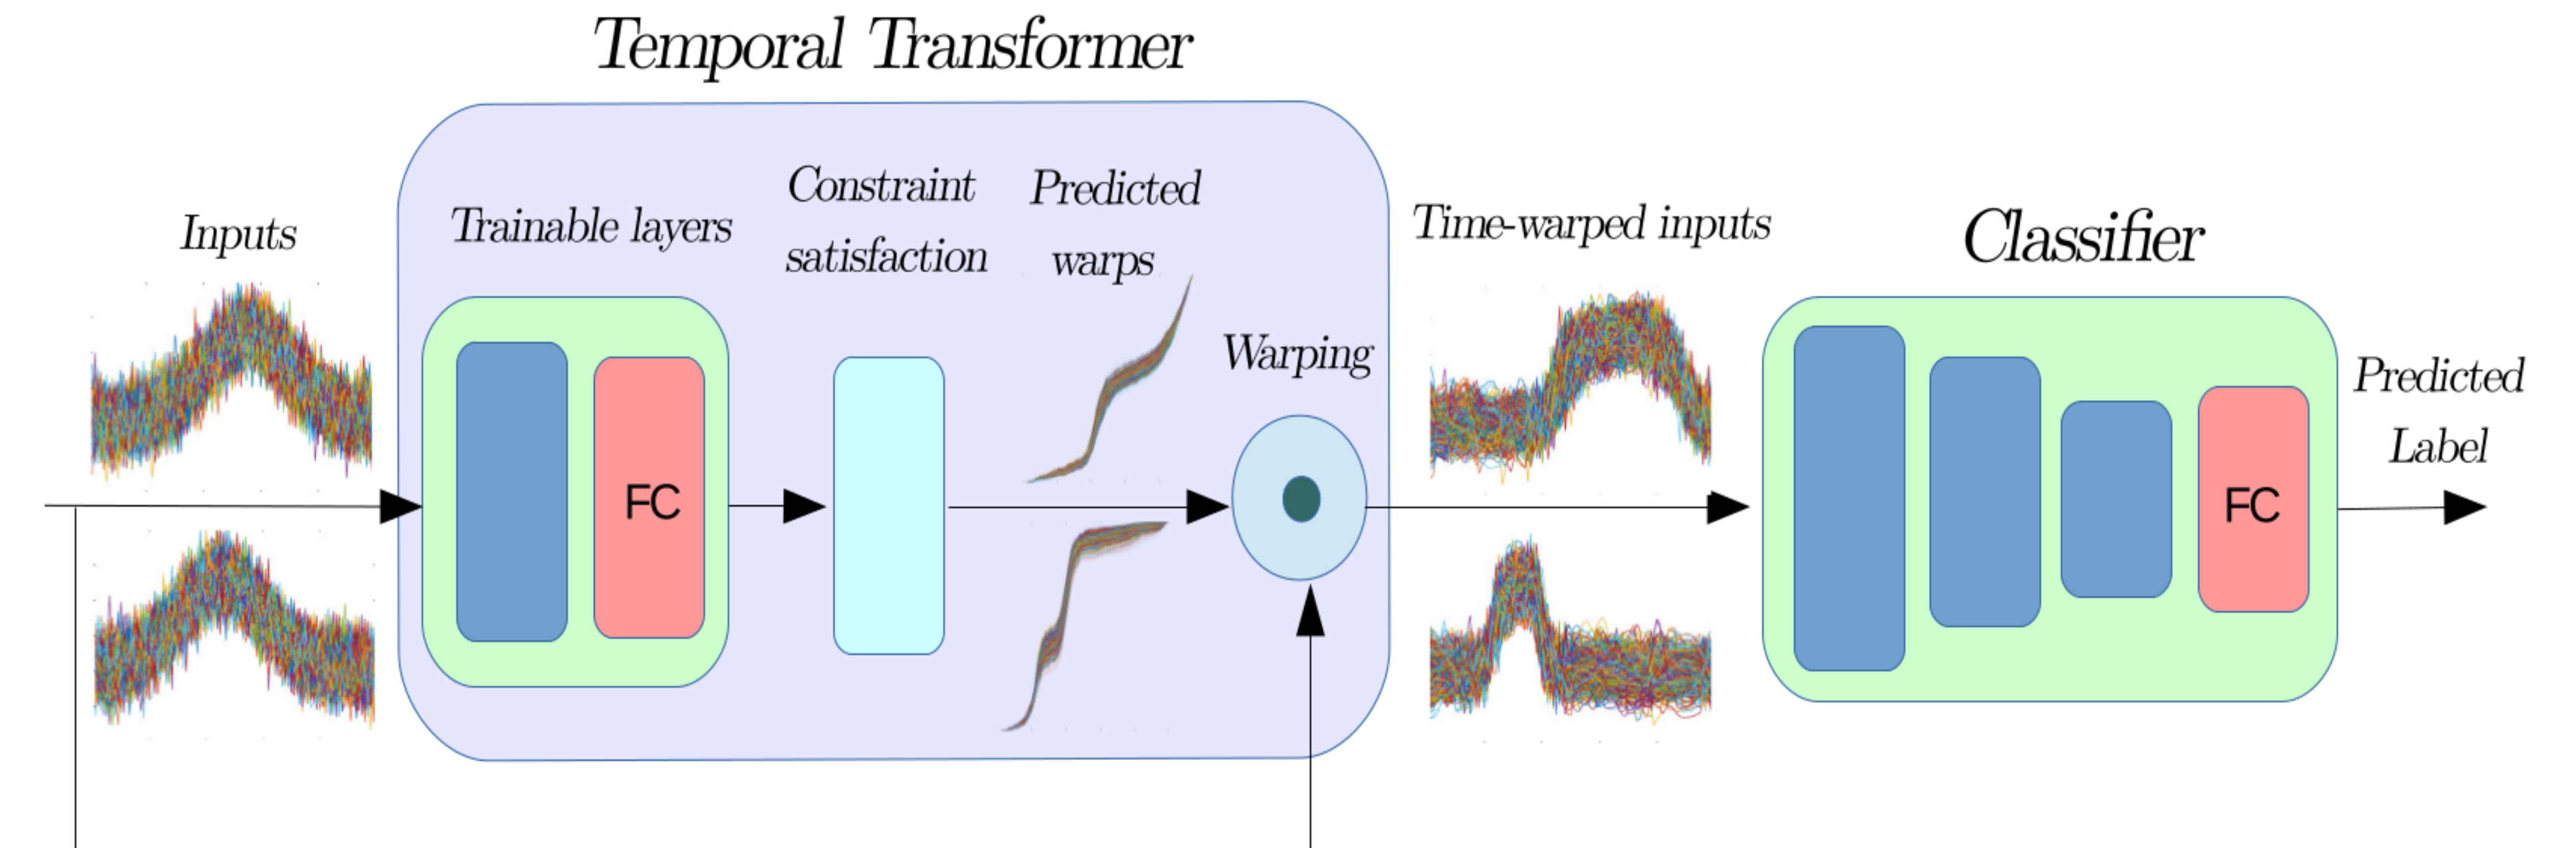 Temporal Transformer
Inputs
Trainable layers
FC
Constraint
satisfaction
Predicted
warps
Warping
Time-warped inputs
Classifier
FC
Predicted
Label